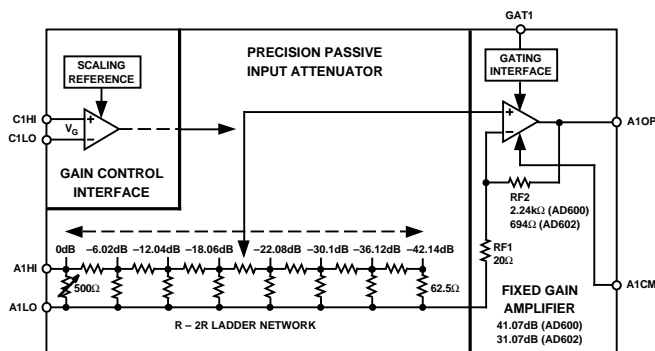 GAT1
PRECISION PASSIVE
INPUT ATTENUATOR
SCALING
REFERENCE
GATING
INTERFACE
C1HI
C1LO
VG
+
–
+
–
A1OP
GAIN CONTROL
INTERFACE
RF2
2.24kΩ (AD600)
694Ω (AD602)
RF1
20Ω
0dB –6.02dB –12.04dB –18.06dB –22.08dB –30.1dB –36.12dB –42.14dB
A1HI
500Ω
62.5Ω
A1LO
A1CM
R – 2R LADDER NETWORK
FIXED GAIN
AMPLIFIER
41.07dB (AD600)
31.07dB (AD602)